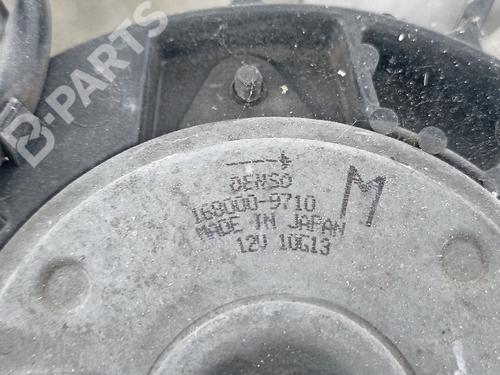 B-PARTS
DENSO
168000-9710
MADE IN JAPAN
12V 10G13
M